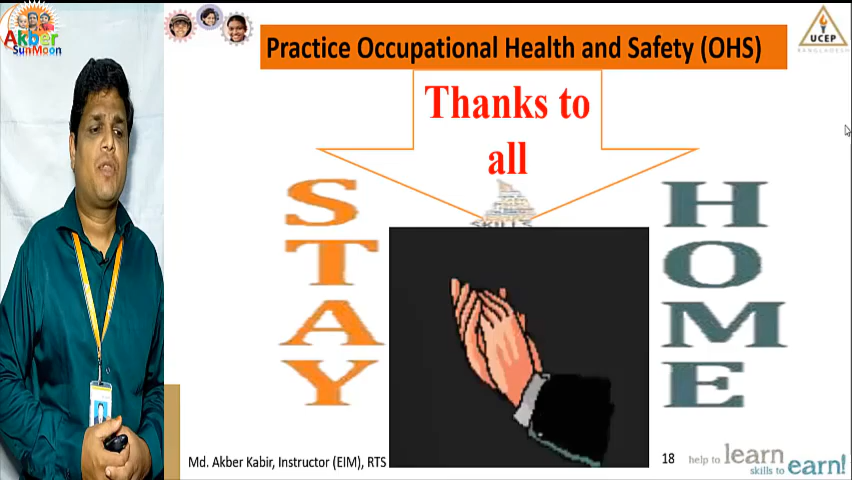 Akber
SunMoon
UCEP
BANGLADESH
Practice Occupational Health and Safety (OHS)
Thanks to
all
SKILLS
STAY
HOME
Md. Akber Kabir, Instructor (EIM), RTS
18
help to learn
skills to earn!